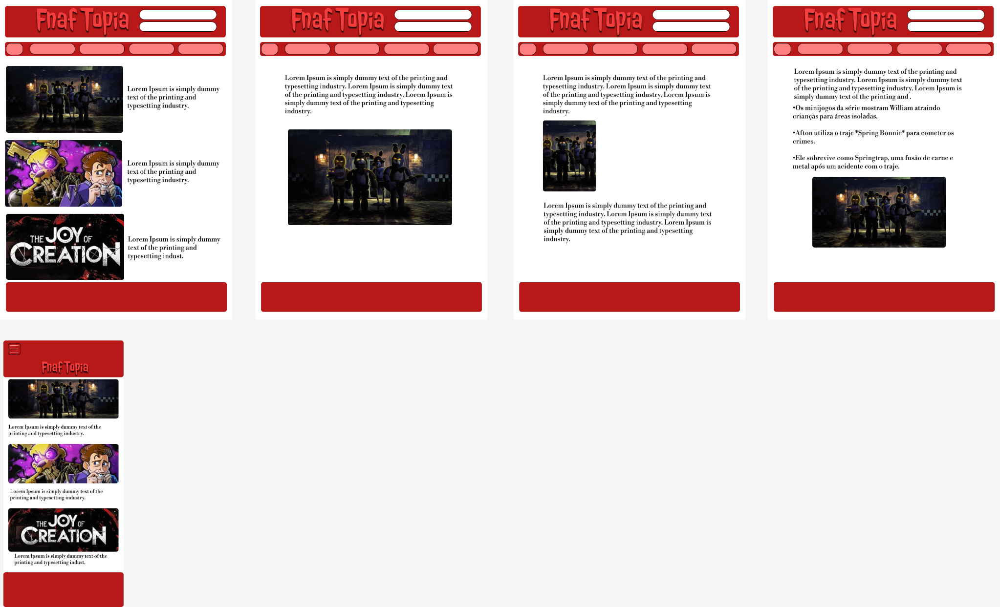 Fnaf Topia
Lorem Ipsum is simply dummy
text of the printing and
typesetting industry.
Lorem Ipsum is simply dummy
text of the printing and
typesetting industry.
THE JOY OF
CREATION
Lorem Ipsum is simply dummy
text of the printing and
typesetting indust.
Fnaf Topia
Lorem Ipsum is simply dummy text of the printing and
typesetting industry. Lorem Ipsum is simply dummy text
of the printing and typesetting industry. Lorem Ipsum is
simply dummy text of the printing and typesetting
industry.
Fnaf Topia
Lorem Ipsum is simply dummy text of the printing and
typesetting industry. Lorem Ipsum is simply dummy text
of the printing and typesetting industry. Lorem Ipsum is
simply dummy text of the printing and typesetting
industry.
Lorem Ipsum is simply dummy text of the printing and
typesetting industry. Lorem Ipsum is simply dummy text
of the printing and typesetting industry. Lorem Ipsum is
simply dummy text of the printing and typesetting
industry.
Fnaf Topia
Lorem Ipsum is simply dummy text of the printing and
typesetting industry. Lorem Ipsum is simply dummy text
of the printing and typesetting industry. Lorem Ipsum is
simply dummy text of the printing and .
•Os minijogos da série mostram William atraindo
crianças para áreas isoladas.
•Afton utiliza o traje *Spring Bonnie* para cometer os
crimes.
•Ele sobrevive como Springtrap, uma fusão de carne e
metal após um acidente com o traje.
Fnaf Topia
Lorem Ipsum is simply dummy text of the
printing and typesetting industry.
Lorem Ipsum is simply dummy text of the
printing and typesetting industry.
THE JOY OF
CREATION
Lorem Ipsum is simply dummy text of the
printing and typesetting indust.